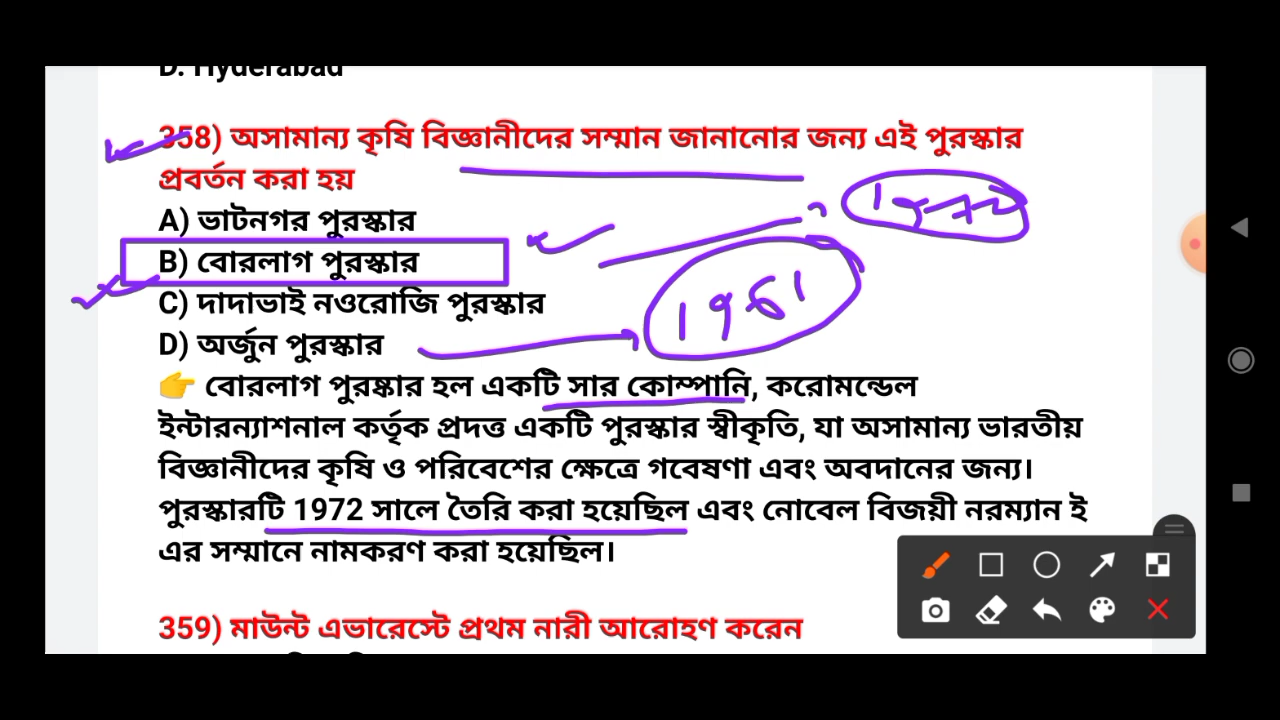 D. Hyderabad
358) অসামান্য কৃষি বিজ্ঞানীদের সম্মান জানানোর জন্য এই পুরস্কার
প্রবর্তন করা হয়
1972
A) ভাটনগর পুরস্কার
B) বোরলাগ পুরস্কার
1961
C) দাদাভাই নওরোজি পুরস্কার
D) অর্জুন পুরস্কার
👉 বোরলাগ পুরষ্কার হল একটি সার কোম্পানি, করোমন্ডেল
ইন্টারন্যাশনাল কর্তৃক প্রদত্ত একটি পুরস্কার স্বীকৃতি, যা অসামান্য ভারতীয়
বিজ্ঞানীদের কৃষি ও পরিবেশের ক্ষেত্রে গবেষণা এবং অবদানের জন্য।
পুরস্কারটি 1972 সালে তৈরি করা হয়েছিল এবং নোবেল বিজয়ী নরম্যান ই
এর সম্মানে নামকরণ করা হয়েছিল।
359) মাউন্ট এভারেস্টে প্রথম নারী আরোহণ করেন